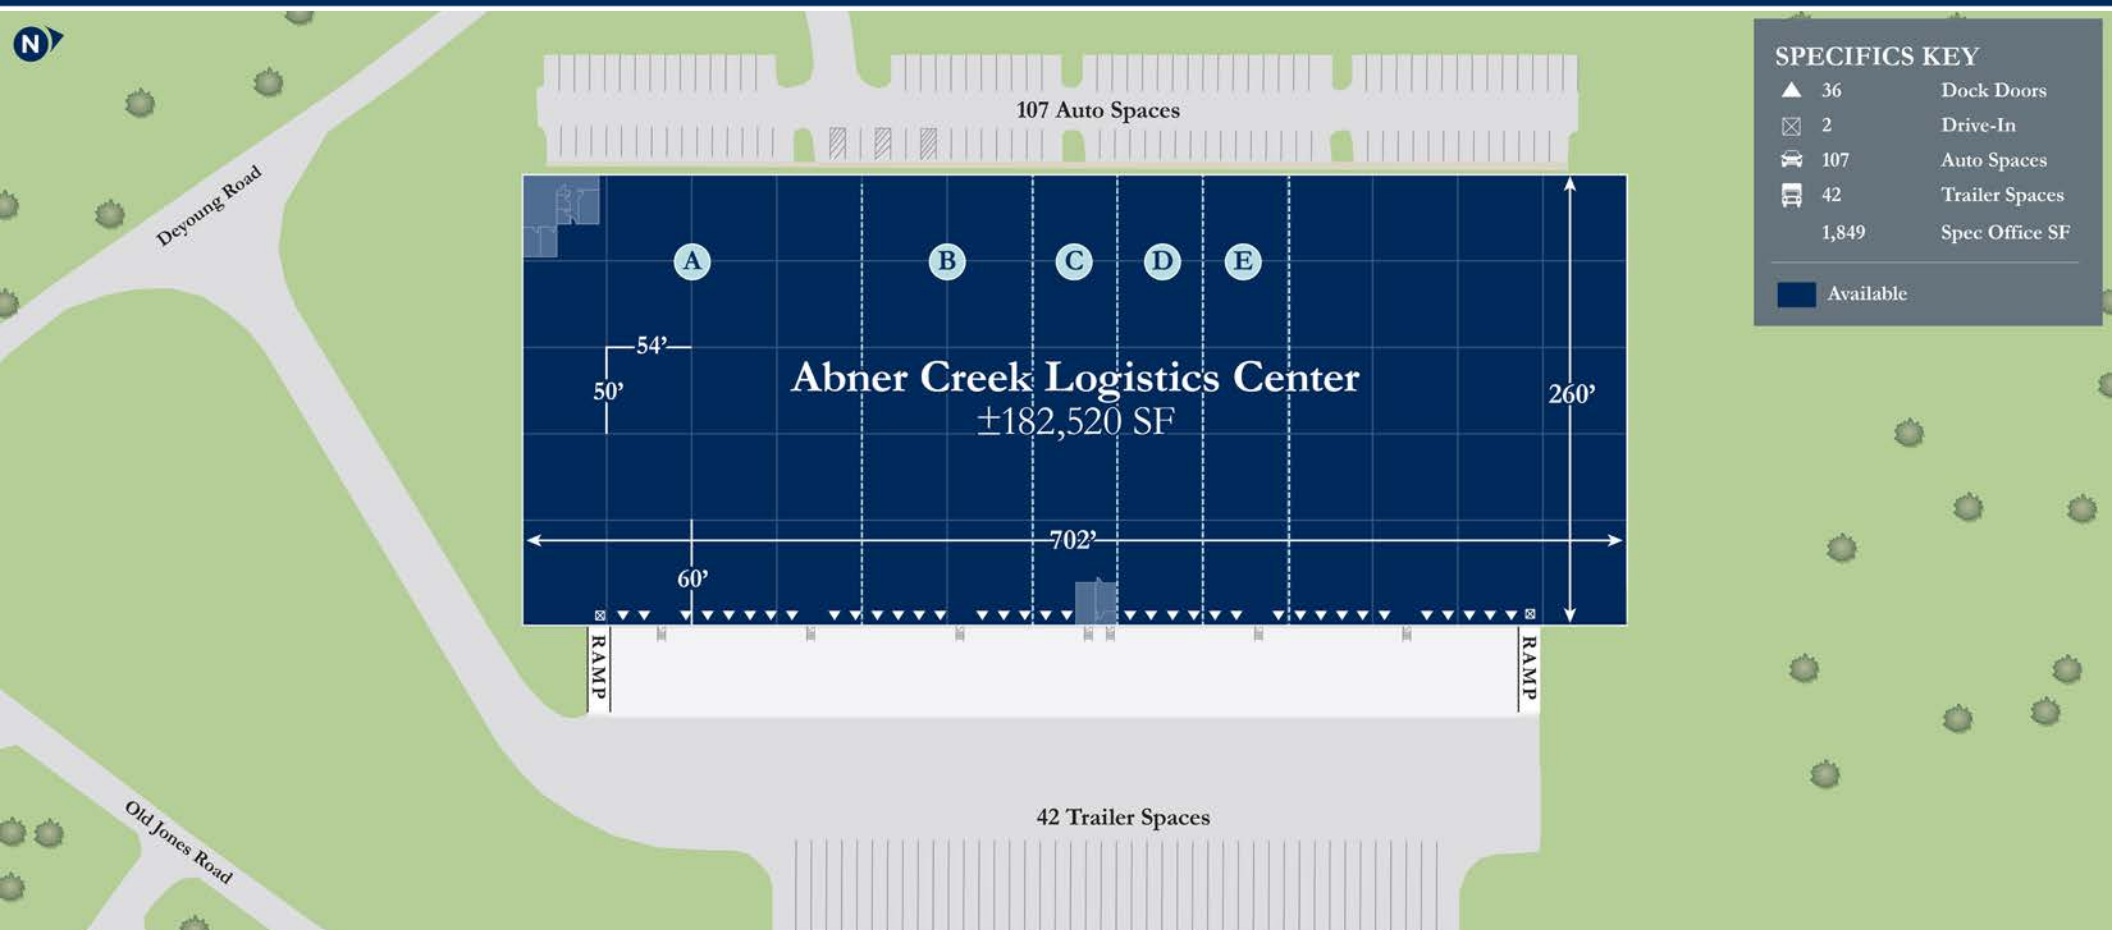 N
107 Auto Spaces
Deyoung Road
A
B
C
D
E
54’
50’
Abner Creek Logistics Center
±182,520 SF
260’
702’
60’
RAMP
RAMP
42 Trailer Spaces
Old Jones Road
SPECIFICS KEY
36 Dock Doors
2 Drive-In
107 Auto Spaces
42 Trailer Spaces
1,849 Spec Office SF
Available